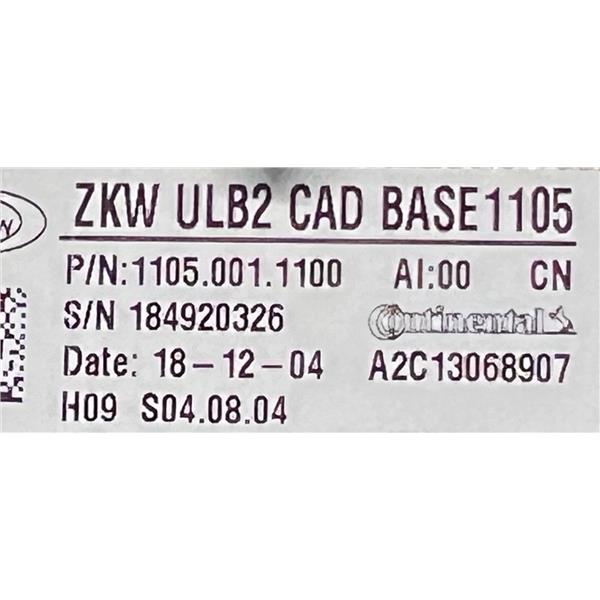 ZKW ULB2 CAD BASE1105
P/N:1105.001.1100 AI:00 CN
S/N 184920326 Continental
Date: 18-12-04 A2C13068907
H09 S04.08.04